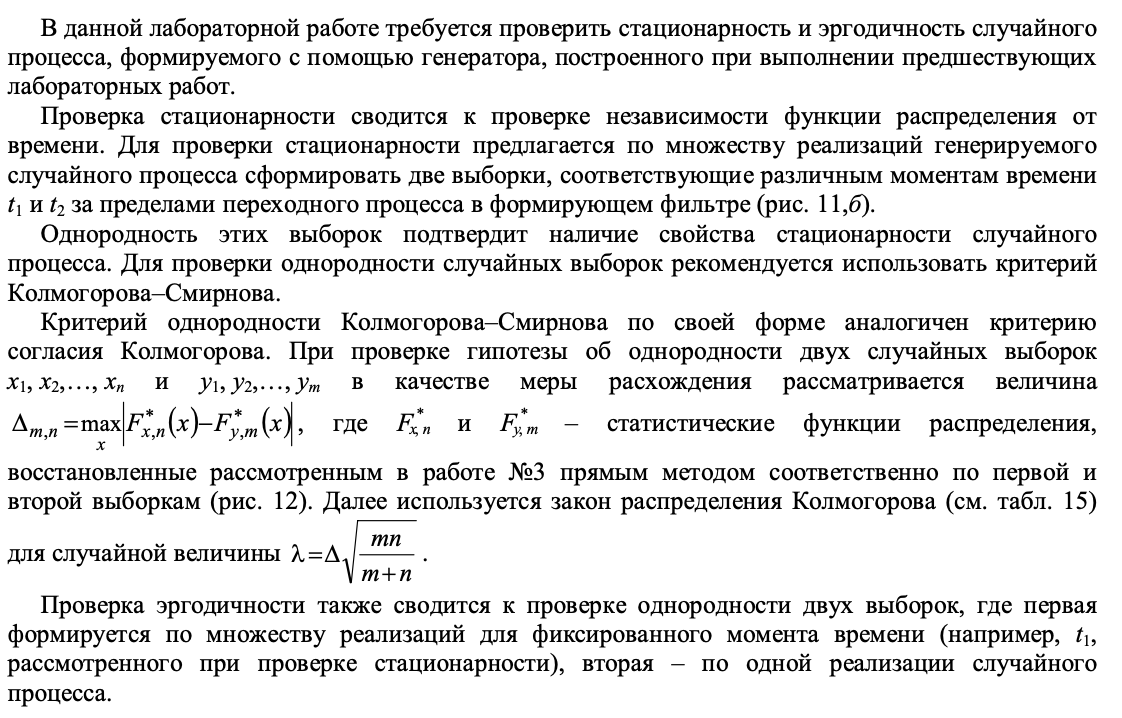 В данной лабораторной работе требуется проверить стационарность и эргодичность случайного
процесса, формируемого с помощью генератора, построенного при выполнении предшествующих
лабораторных работ.
Проверка стационарности сводится к проверке независимости функции распределения от
времени. Для проверки стационарности предлагается по множеству реализаций генерируемого
случайного процесса сформировать две выборки, соответствующие различным моментам времени
t₁ и t₂ за пределами переходного процесса в формирующем фильтре (рис. 11,б).
Однородность этих выборок подтвердит наличие свойства стационарности случайного
процесса. Для проверки однородности случайных выборок рекомендуется использовать критерий
Колмогорова–Смирнова.
Критерий однородности Колмогорова–Смирнова по своей форме аналогичен критерию
согласия Колмогорова. При проверке гипотезы об однородности двух случайных выборок
x₁, x₂,…, xₙ и y₁, y₂,…, yₘ в качестве меры расхождения рассматривается величина
Δₘ,ₙ = max_x |F*ₓ,ₙ(x) − F*_y,m(x)|, где F*ₓ,ₙ и F*_y,m – статистические функции распределения,
восстановленные рассмотренным в работе №3 прямым методом соответственно по первой и
второй выборкам (рис. 12). Далее используется закон распределения Колмогорова (см. табл. 15)
для случайной величины λ = Δ√(mn/(m+n)) .
Проверка эргодичности также сводится к проверке однородности двух выборок, где первая
формируется по множеству реализаций для фиксированного момента времени (например, t₁,
рассмотренного при проверке стационарности), вторая – по одной реализации случайного
процесса.